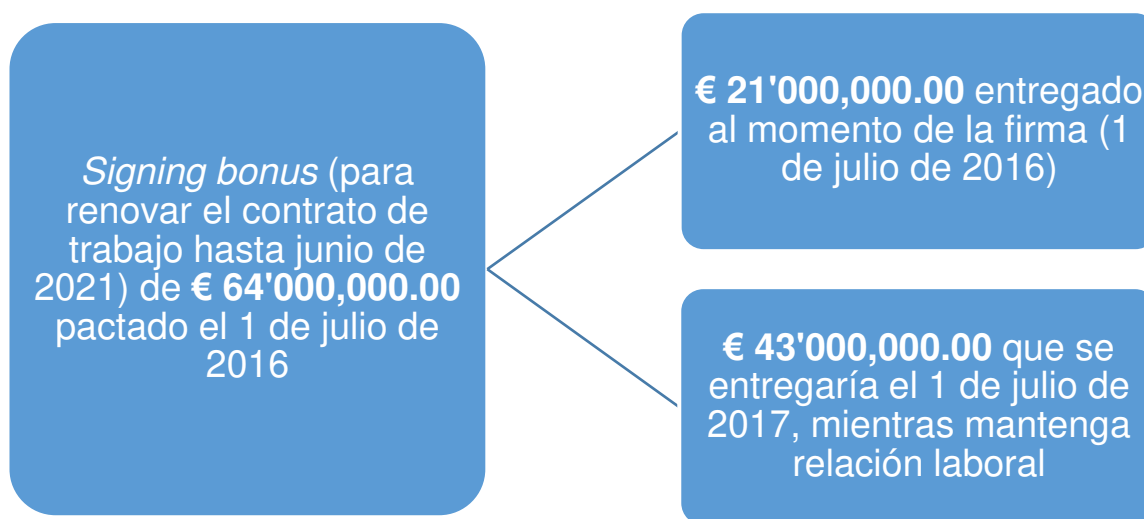 Signing bonus (para
renovar el contrato de
trabajo hasta junio de
2021) de € 64'000,000.00
pactado el 1 de julio de
2016
€ 21'000,000.00 entregado
al momento de la firma (1
de julio de 2016)
€ 43'000,000.00 que se
entregaría el 1 de julio de
2017, mientras mantenga
relación laboral